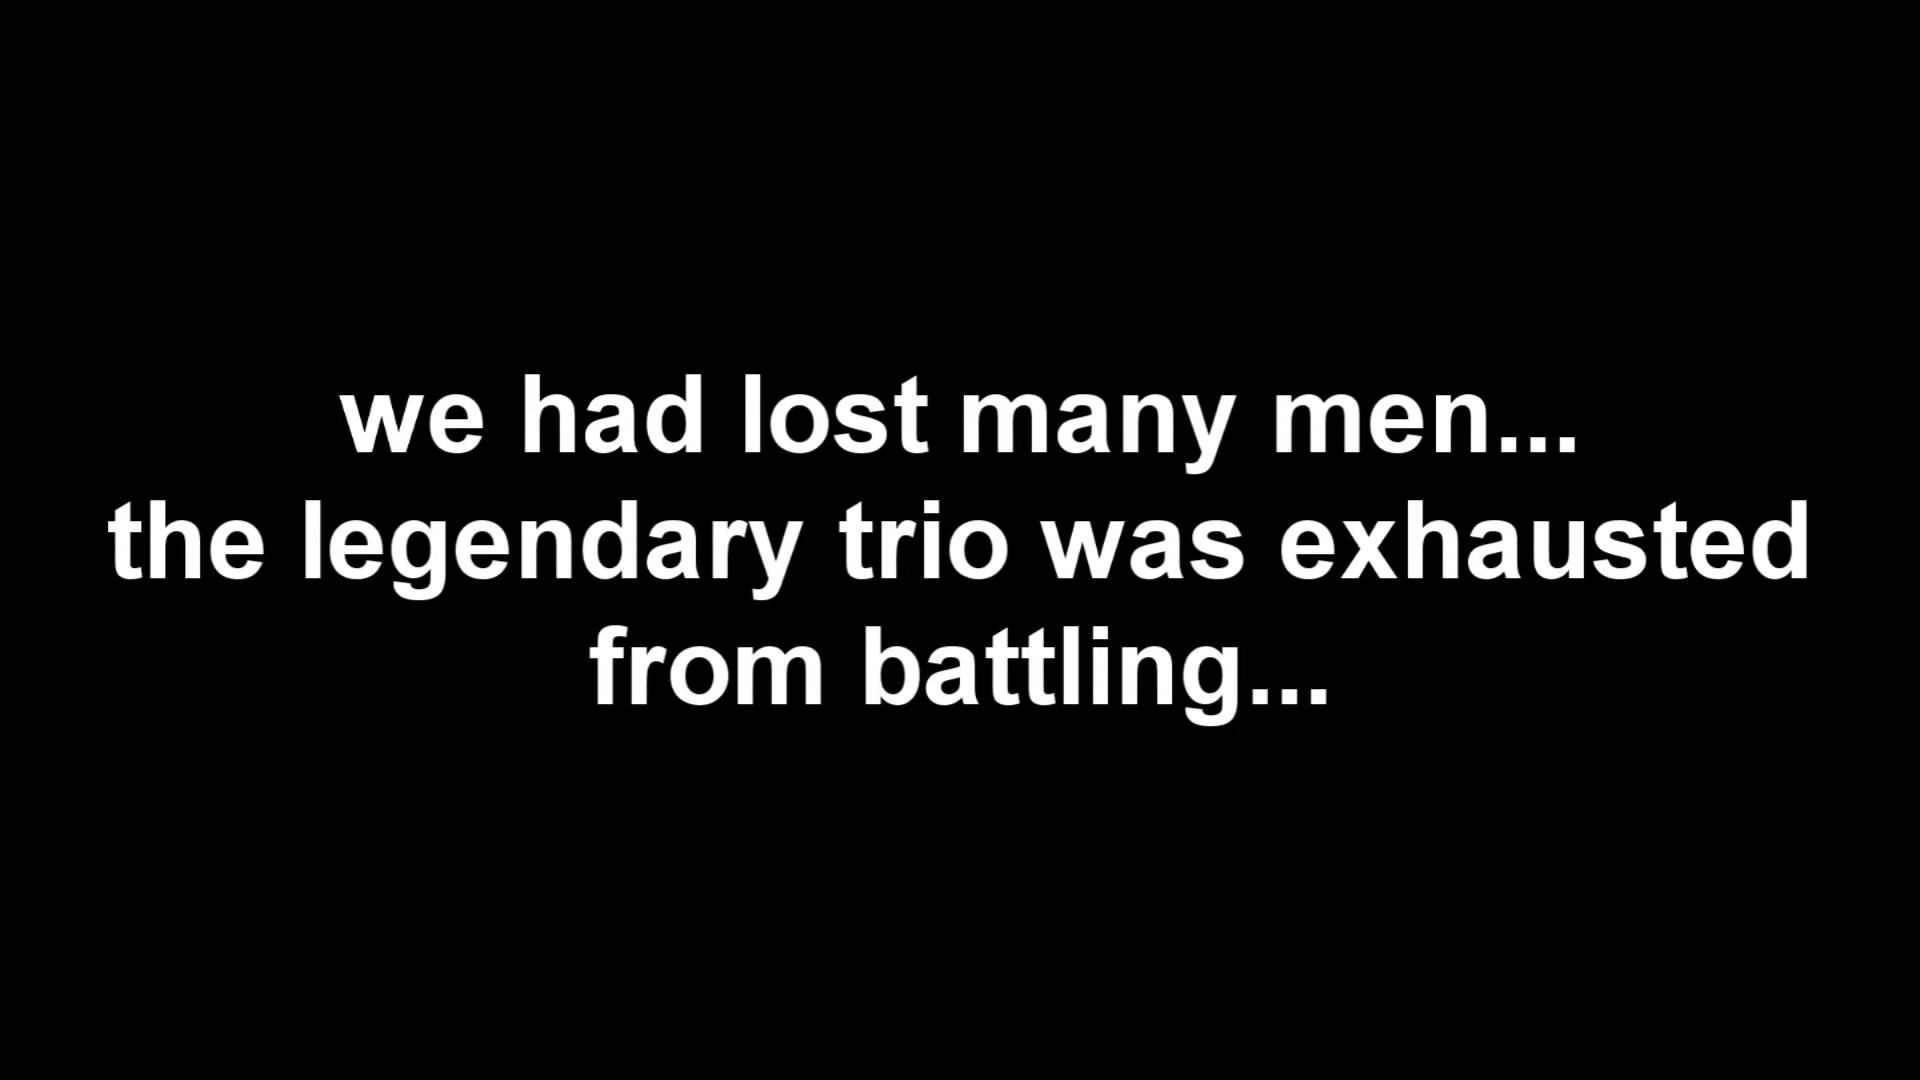 we had lost many men...
the legendary trio was exhausted
from battling...